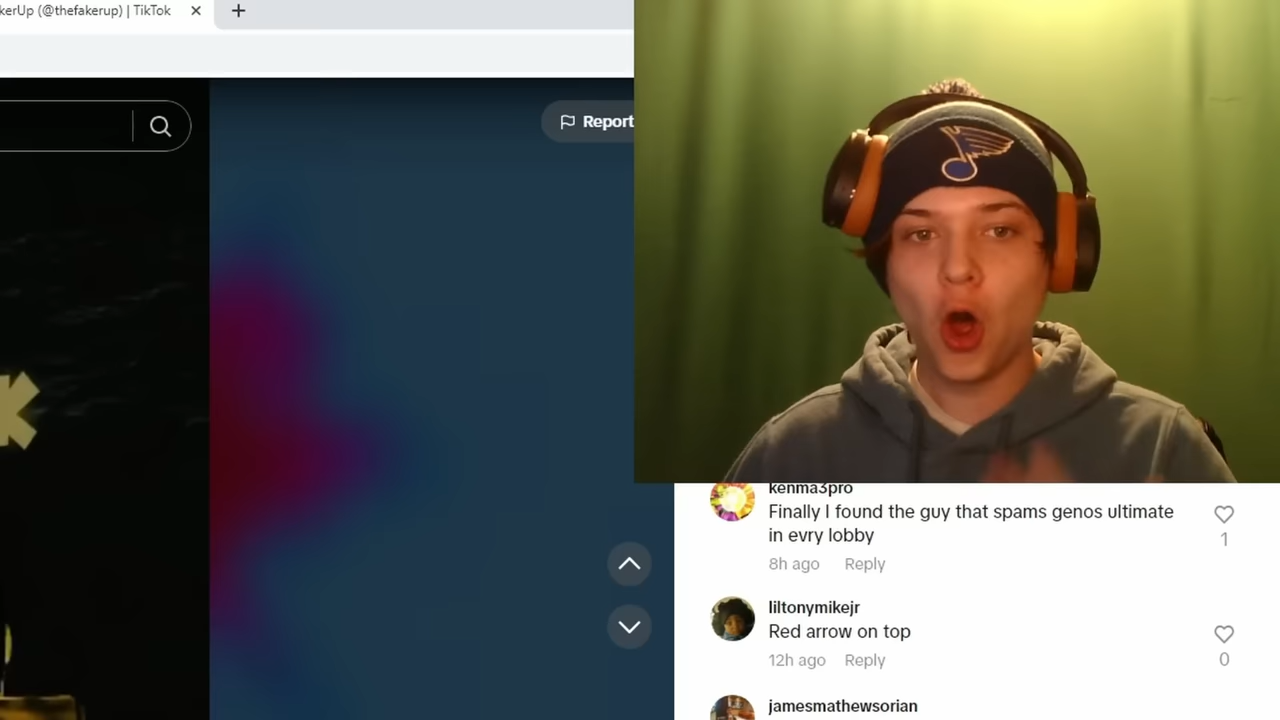 kerUp (@thefakerup) | TikTok
Report
kenma3pro
Finally I found the guy that spams genos ultimate
in evry lobby
1
8h ago Reply
liltonymikejr
Red arrow on top
12h ago Reply
0
jamesmathewsorian